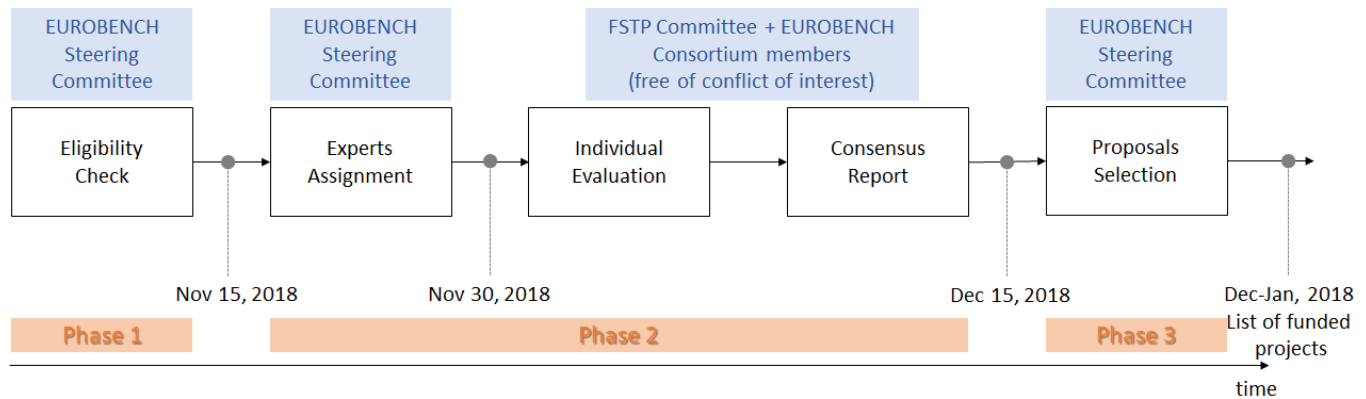 EUROBENCH
Steering
Committee
EUROBENCH
Steering
Committee
FSTP Committee + EUROBENCH
Consortium members
(free of conflict of interest)
EUROBENCH
Steering
Committee
Eligibility
Check
Experts
Assignment
Individual
Evaluation
Consensus
Report
Proposals
Selection
Nov 15, 2018
Nov 30, 2018
Dec 15, 2018
Dec-Jan, 2018
List of funded
projects
Phase 1
Phase 2
Phase 3
time